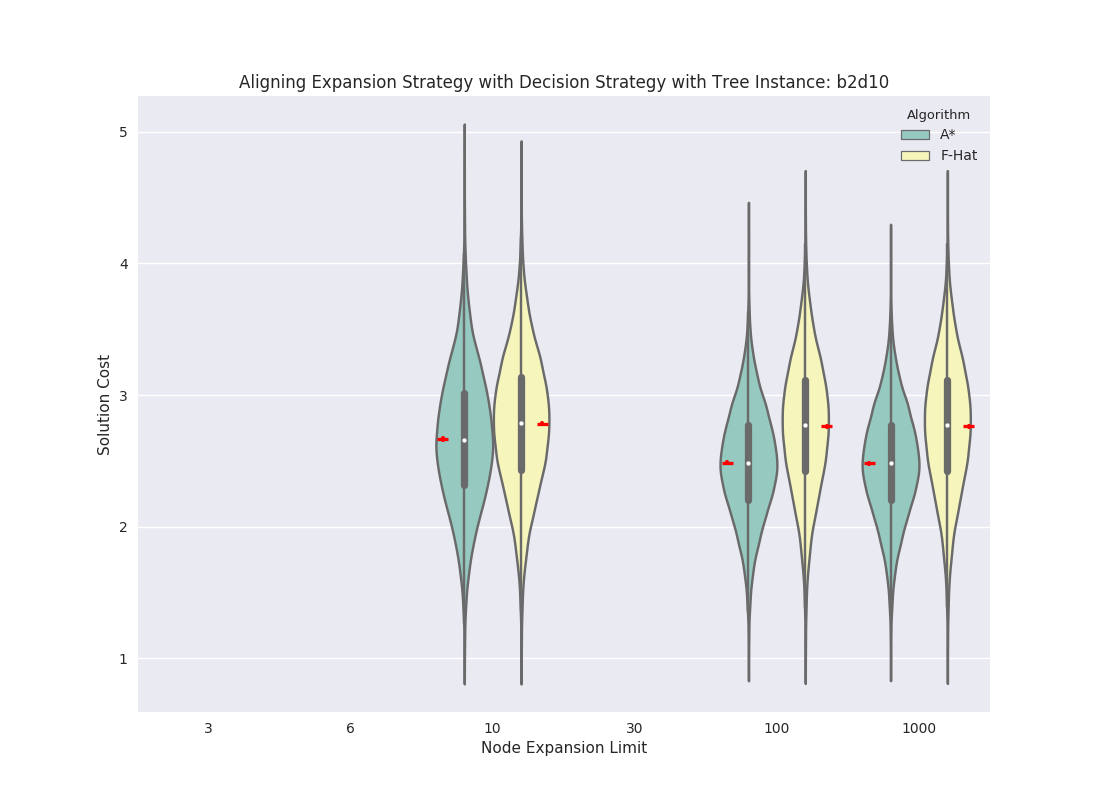 Aligning Expansion Strategy with Decision Strategy with Tree Instance: b2d10
Algorithm
A*
F-Hat
5
4
3
2
1
Solution Cost
3 6 10 30 100 1000
Node Expansion Limit